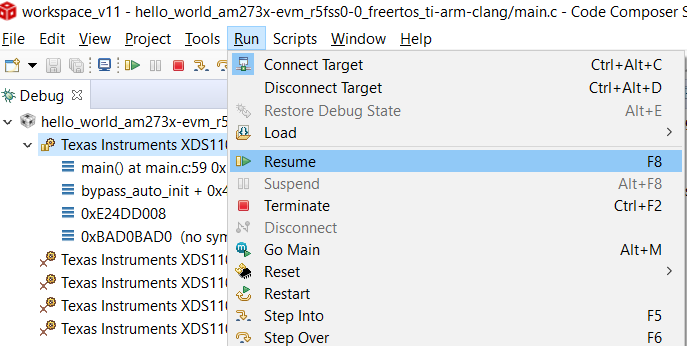 workspace_v11 - hello_world_am273x-evm_r5fss0-0_freertos_ti-arm-clang/main.c - Code Composer S
File Edit View Project Tools Run Scripts Window Help
Connect Target Ctrl+Alt+C
Disconnect Target Ctrl+Alt+D
Debug
Restore Debug State Alt+E
hello_world_am273x-evm_r5
Load
Texas Instruments XDS110
main() at main.c:59 0x
Resume F8
bypass_auto_init + 0x4
Suspend Alt+F8
0xE24DD008
Terminate Ctrl+F2
0xBAD0BAD0 (no sym
Disconnect
Texas Instruments XDS110
Go Main Alt+M
Texas Instruments XDS110
Reset
Texas Instruments XDS110
Restart
Texas Instruments XDS110
Step Into F5
Step Over F6